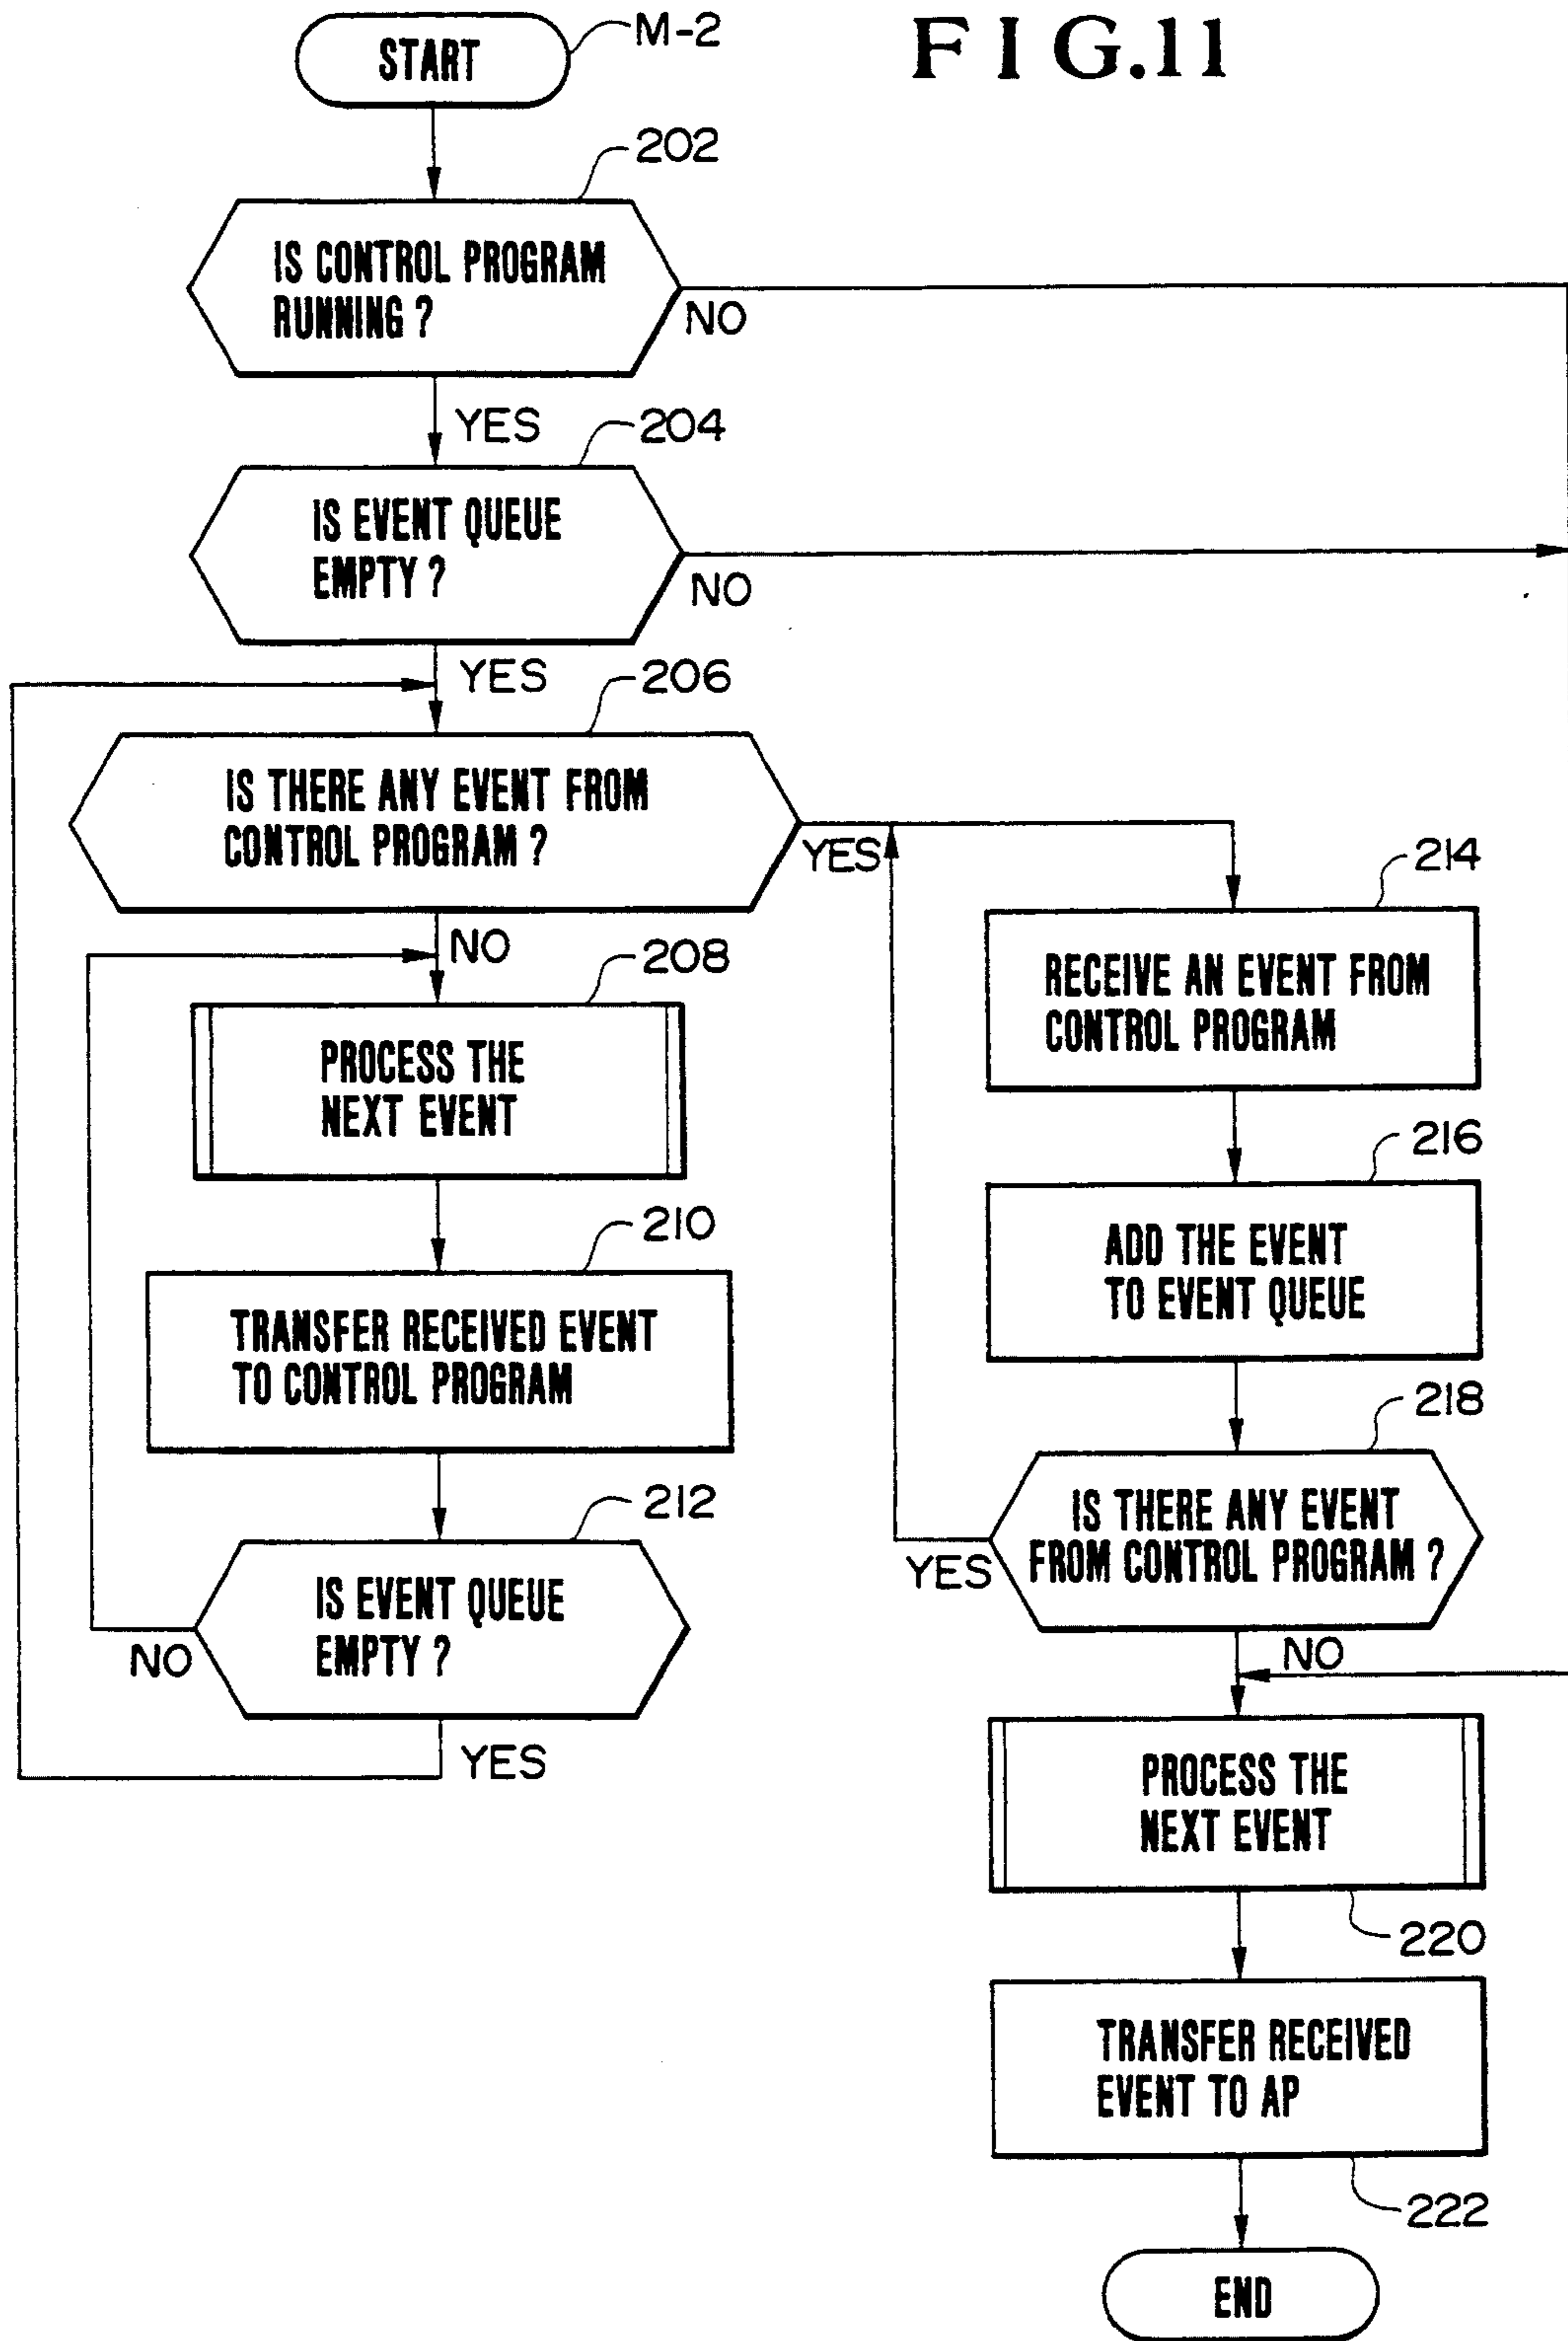 FIG.11
START
M-2
202
IS CONTROL PROGRAM
RUNNING ?
NO
YES
204
IS EVENT QUEUE
EMPTY ?
NO
YES
206
IS THERE ANY EVENT FROM
CONTROL PROGRAM ?
YES
NO
208
PROCESS THE
NEXT EVENT
210
TRANSFER RECEIVED EVENT
TO CONTROL PROGRAM
212
IS EVENT QUEUE
EMPTY ?
NO
YES
214
RECEIVE AN EVENT FROM
CONTROL PROGRAM
216
ADD THE EVENT
TO EVENT QUEUE
218
IS THERE ANY EVENT
FROM CONTROL PROGRAM ?
YES
NO
PROCESS THE
NEXT EVENT
220
TRANSFER RECEIVED
EVENT TO AP
222
END